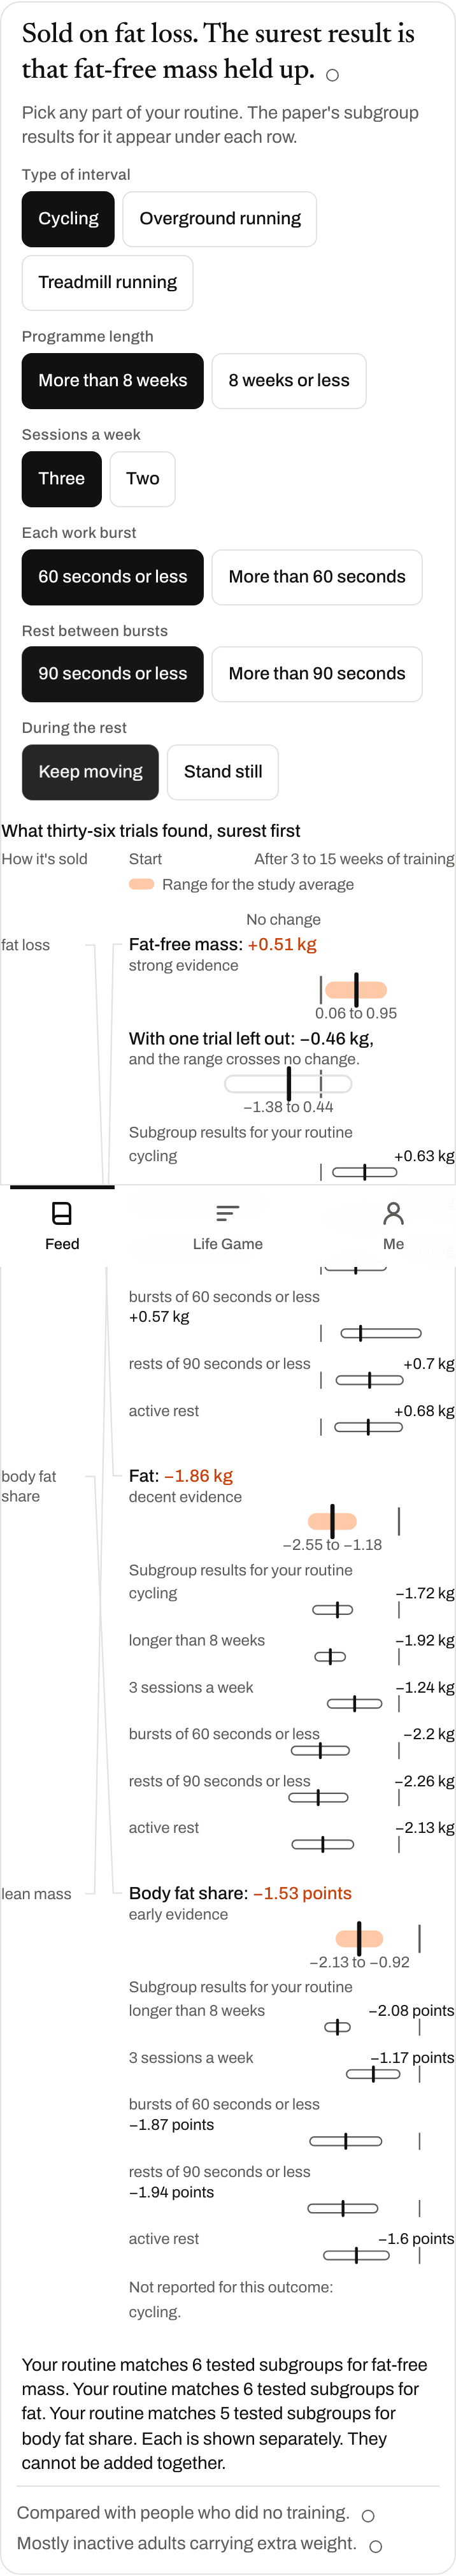 Sold on fat loss. The surest result is
that fat-free mass held up.
Pick any part of your routine. The paper's subgroup
results for it appear under each row.
Type of interval
Cycling
Overground running
Treadmill running
Programme length
More than 8 weeks
8 weeks or less
Sessions a week
Three
Two
Each work burst
60 seconds or less
More than 60 seconds
Rest between bursts
90 seconds or less
More than 90 seconds
During the rest
Keep moving
Stand still
What thirty-six trials found, surest first
How it's sold
Start
After 3 to 15 weeks of training
Range for the study average
No change
fat loss
Fat-free mass: +0.51 kg
strong evidence
0.06 to 0.95
With one trial left out: −0.46 kg,
and the range crosses no change.
−1.38 to 0.44
Subgroup results for your routine
cycling
+0.63 kg
Feed
Life Game
Me
bursts of 60 seconds or less
+0.57 kg
rests of 90 seconds or less
+0.7 kg
active rest
+0.68 kg
body fat
share
Fat: −1.86 kg
decent evidence
−2.55 to −1.18
Subgroup results for your routine
cycling
−1.72 kg
longer than 8 weeks
−1.92 kg
3 sessions a week
−1.24 kg
bursts of 60 seconds or less
−2.2 kg
rests of 90 seconds or less
−2.26 kg
active rest
−2.13 kg
lean mass
Body fat share: −1.53 points
early evidence
−2.13 to −0.92
Subgroup results for your routine
longer than 8 weeks
−2.08 points
3 sessions a week
−1.17 points
bursts of 60 seconds or less
−1.87 points
rests of 90 seconds or less
−1.94 points
active rest
−1.6 points
Not reported for this outcome:
cycling.
Your routine matches 6 tested subgroups for fat-free
mass. Your routine matches 6 tested subgroups for
fat. Your routine matches 5 tested subgroups for
body fat share. Each is shown separately. They
cannot be added together.
Compared with people who did no training.
Mostly inactive adults carrying extra weight.